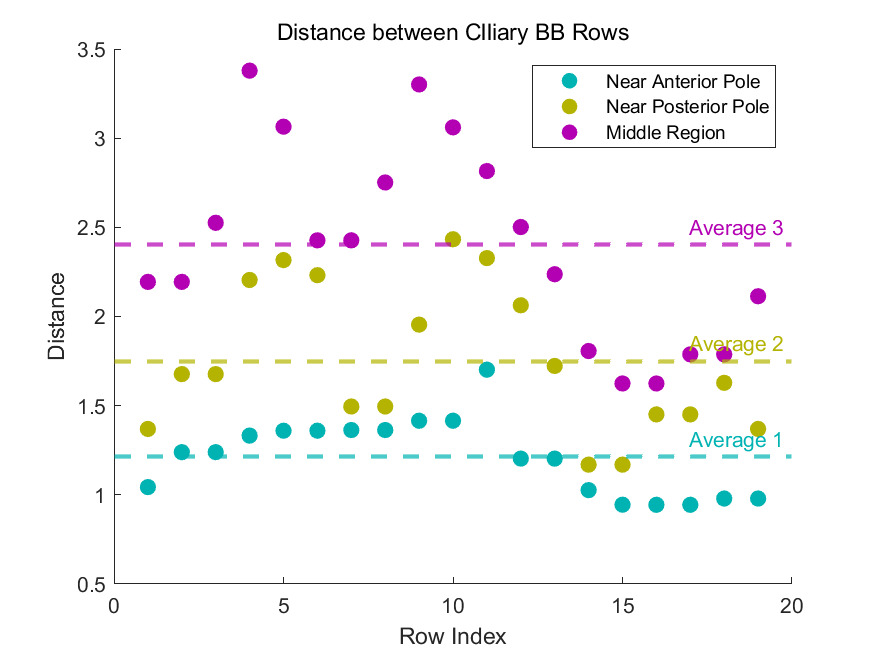 Distance between CIliary BB Rows
3.5
3
2.5
2
1.5
1
0.5
Distance
Near Anterior Pole
Near Posterior Pole
Middle Region
Average 3
Average 2
Average 1
0
5
10
15
20
Row Index